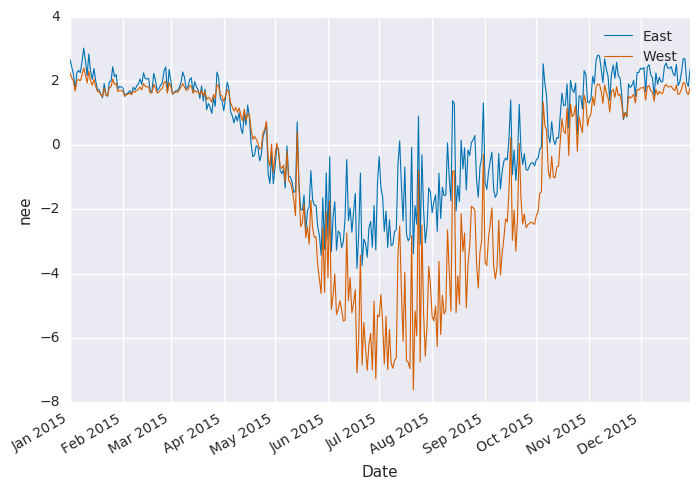 4
2
0
−2
−4
−6
−8
nee
East
West
Jan 2015
Feb 2015
Mar 2015
Apr 2015
May 2015
Jun 2015
Jul 2015
Aug 2015
Sep 2015
Oct 2015
Nov 2015
Dec 2015
Date